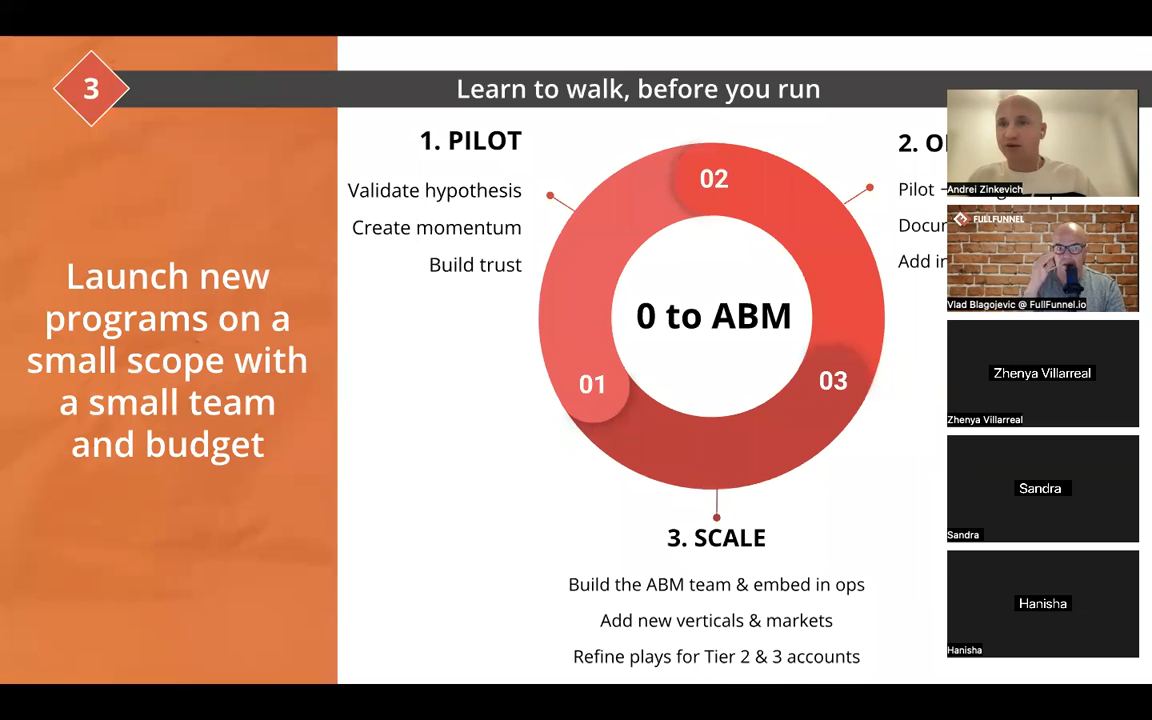 3
Learn to walk, before you run
Launch new
programs on a
small scope with
a small team
and budget
1. PILOT
Validate hypothesis
Create momentum
Build trust
2.
Pilot
Add
02
01
03
0 to ABM
3. SCALE
Build the ABM team & embed in ops
Add new verticals & markets
Refine plays for Tier 2 & 3 accounts
Andrei Zinkevich
FULLFUNNEL
Vlad Blagojevic @ FullFunnel.io
Zhenya Villarreal
Zhenya Villarreal
Sandra
Sandra
Hanisha
Hanisha